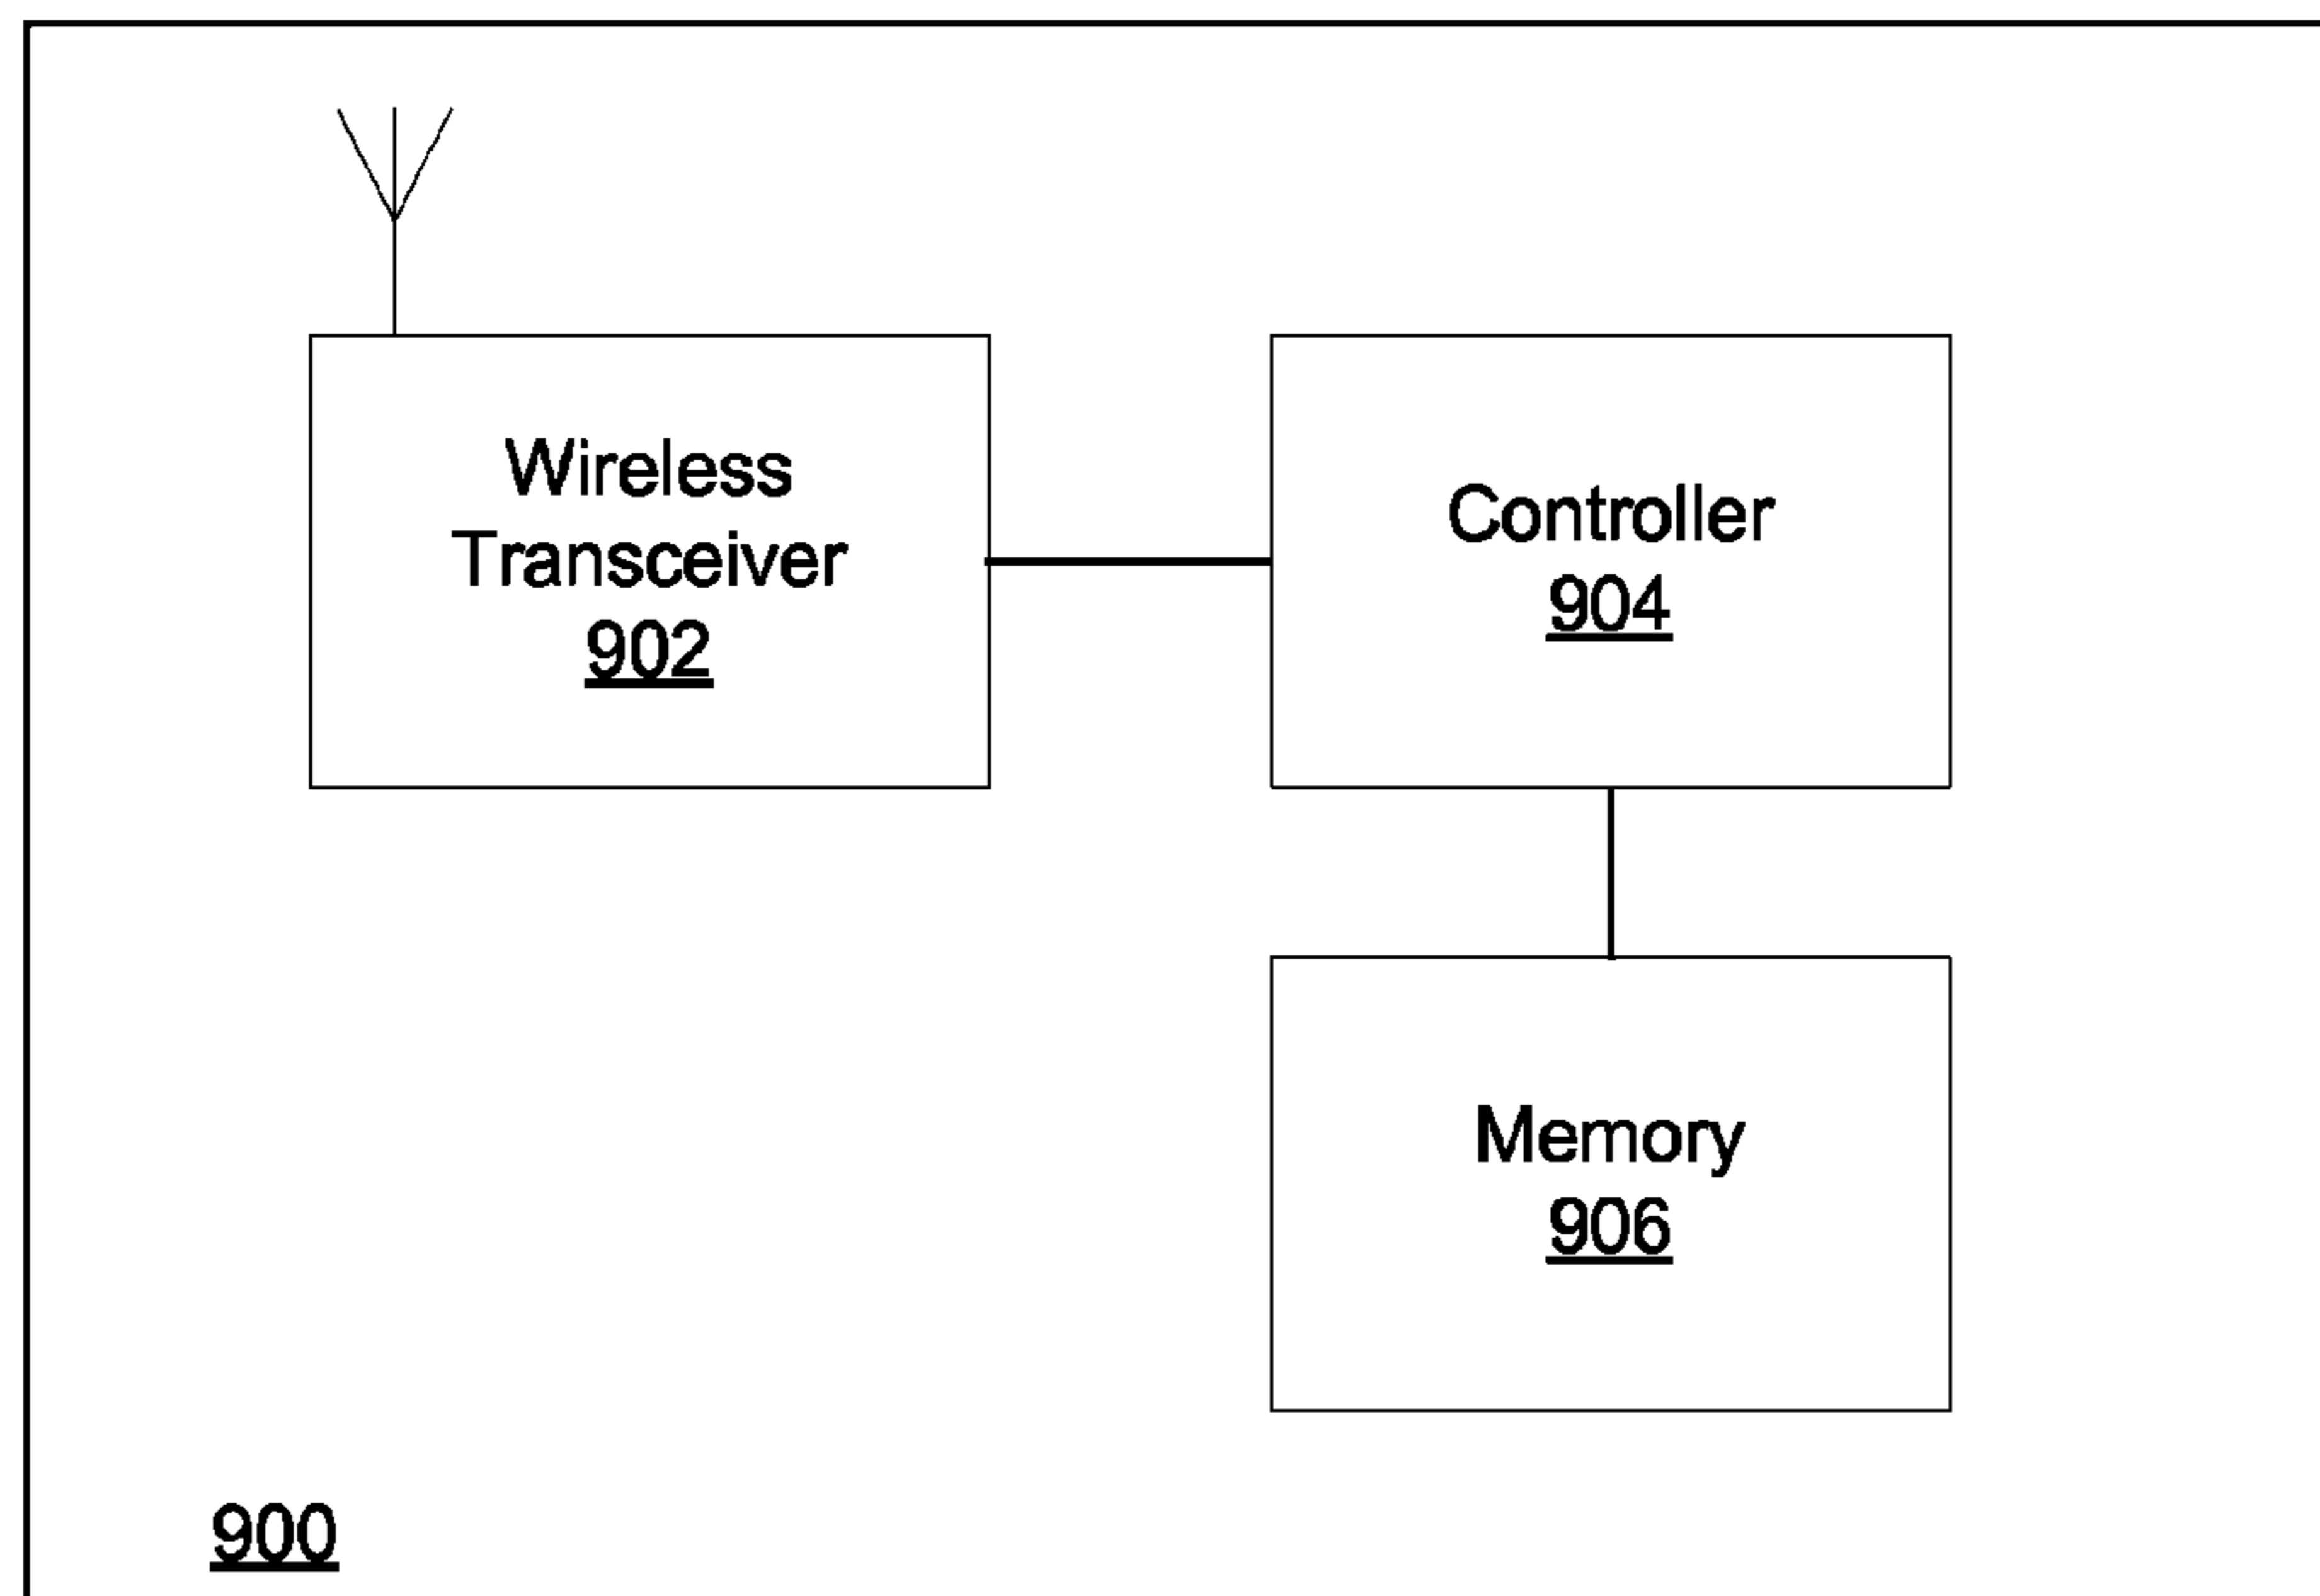 Wireless
Transceiver
902
Controller
904
Memory
906
900